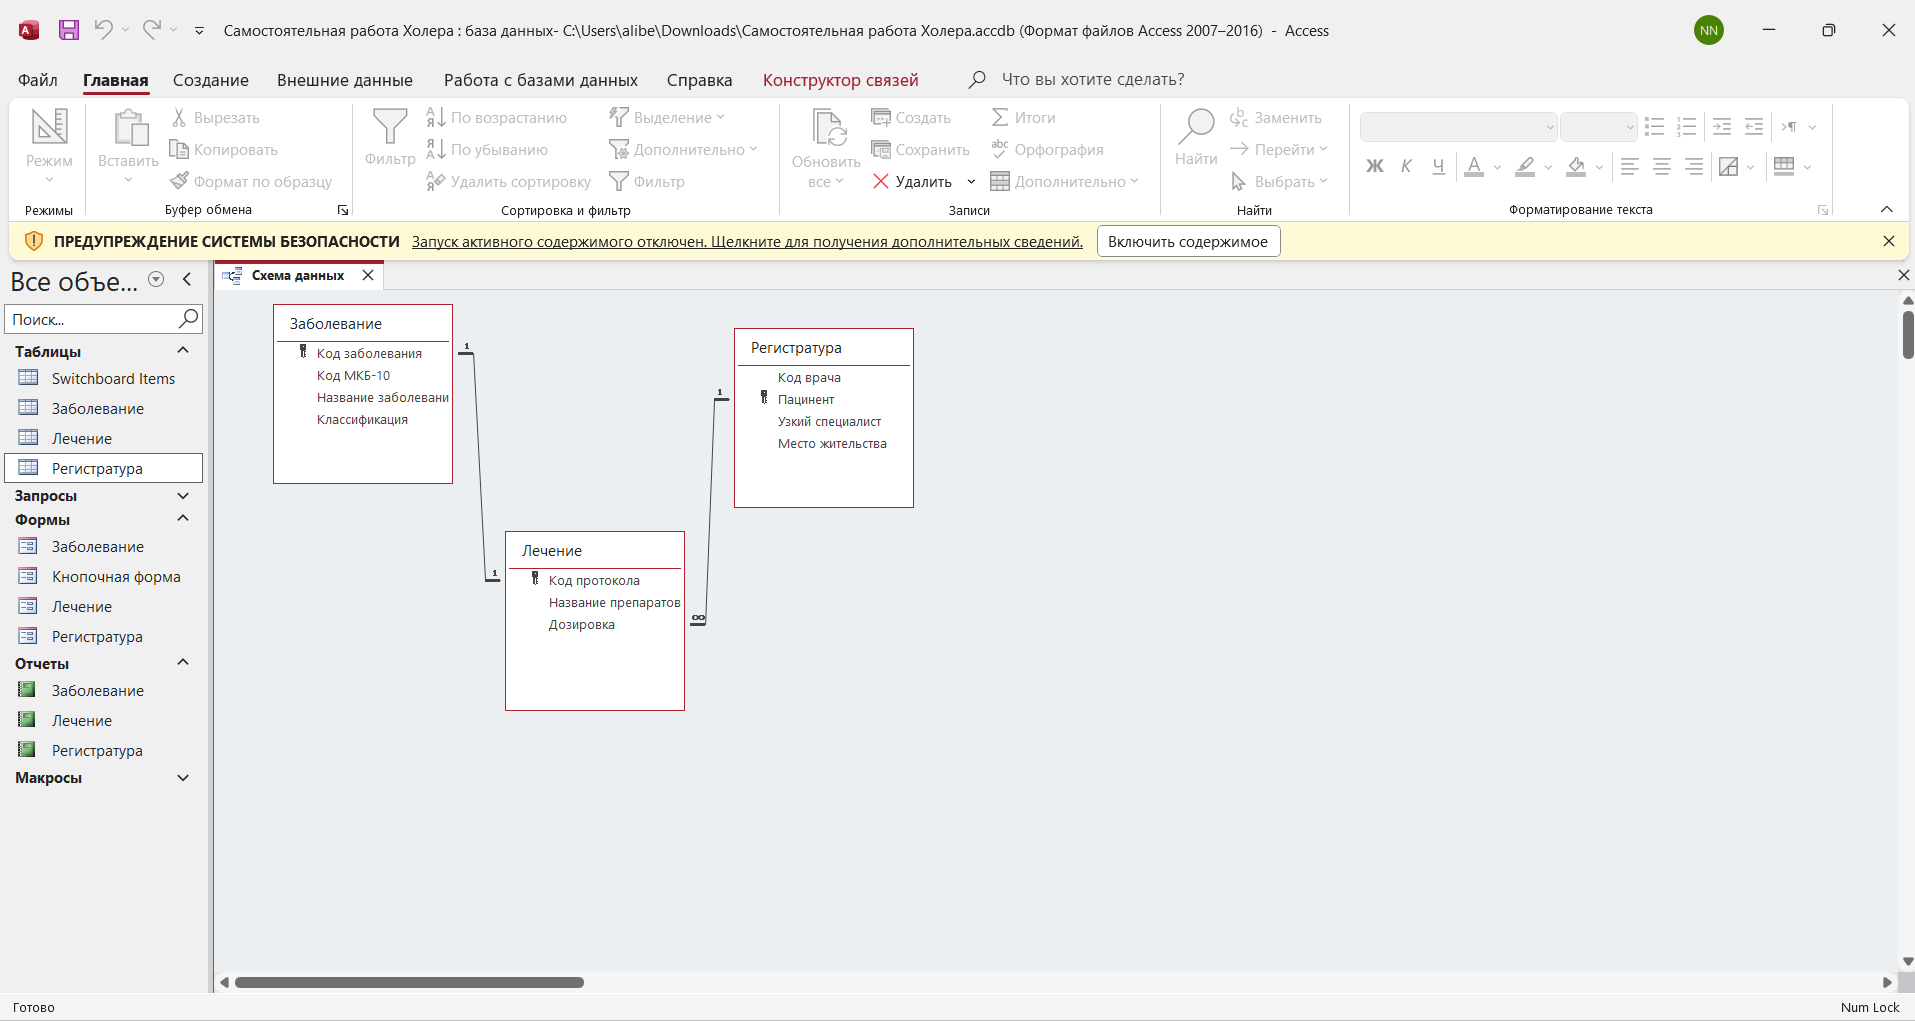 Самостоятельная работа Холера : база данных- C:\Users\alibe\Downloads\Самостоятельная работа Холера.accdb (Формат файлов Access 2007–2016) - Access
NN
Файл Главная Создание Внешние данные Работа с базами данных Справка Конструктор связей Что вы хотите сделать?
Режим
Режимы
Вставить
Вырезать
Копировать
Формат по образцу
Буфер обмена
Фильтр
По возрастанию
По убыванию
Удалить сортировку
Выделение
Дополнительно
Фильтр
Сортировка и фильтр
Обновить
все
Создать
Сохранить
Удалить
Итоги
Орфография
Дополнительно
Записи
Найти
Заменить
Перейти
Выбрать
Найти
Ж К Ч А
Форматирование текста
ПРЕДУПРЕЖДЕНИЕ СИСТЕМЫ БЕЗОПАСНОСТИ Запуск активного содержимого отключен. Щелкните для получения дополнительных сведений. Включить содержимое
Все объе...
Поиск...
Таблицы
Switchboard Items
Заболевание
Лечение
Регистратура
Запросы
Формы
Заболевание
Кнопочная форма
Лечение
Регистратура
Отчеты
Заболевание
Лечение
Регистратура
Макросы
Схема данных
Заболевание
Код заболевания
Код МКБ-10
Название заболевани
Классификация
1
1
Лечение
Код протокола
Название препаратов
Дозировка
∞
1
Регистратура
Код врача
Пацинент
Узкий специалист
Место жительства
Готово
Num Lock